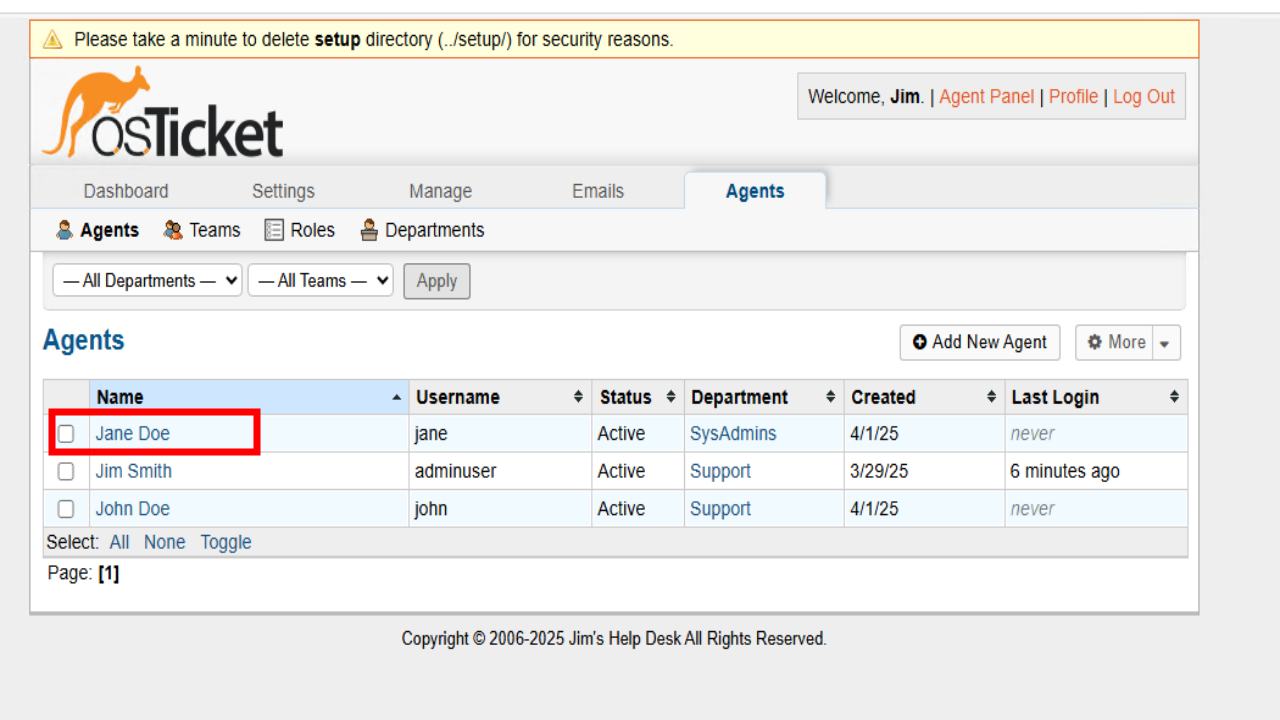 Please take a minute to delete setup directory (../setup/) for security reasons.
osTicket
Welcome, Jim. | Agent Panel | Profile | Log Out
Dashboard Settings Manage Emails Agents
Agents Teams Roles Departments
— All Departments — — All Teams — Apply
Agents
Add New Agent More
Name Username Status Department Created Last Login
Jane Doe jane Active SysAdmins 4/1/25 never
Jim Smith adminuser Active Support 3/29/25 6 minutes ago
John Doe john Active Support 4/1/25 never
Select: All None Toggle
Page: [1]
Copyright © 2006-2025 Jim's Help Desk All Rights Reserved.